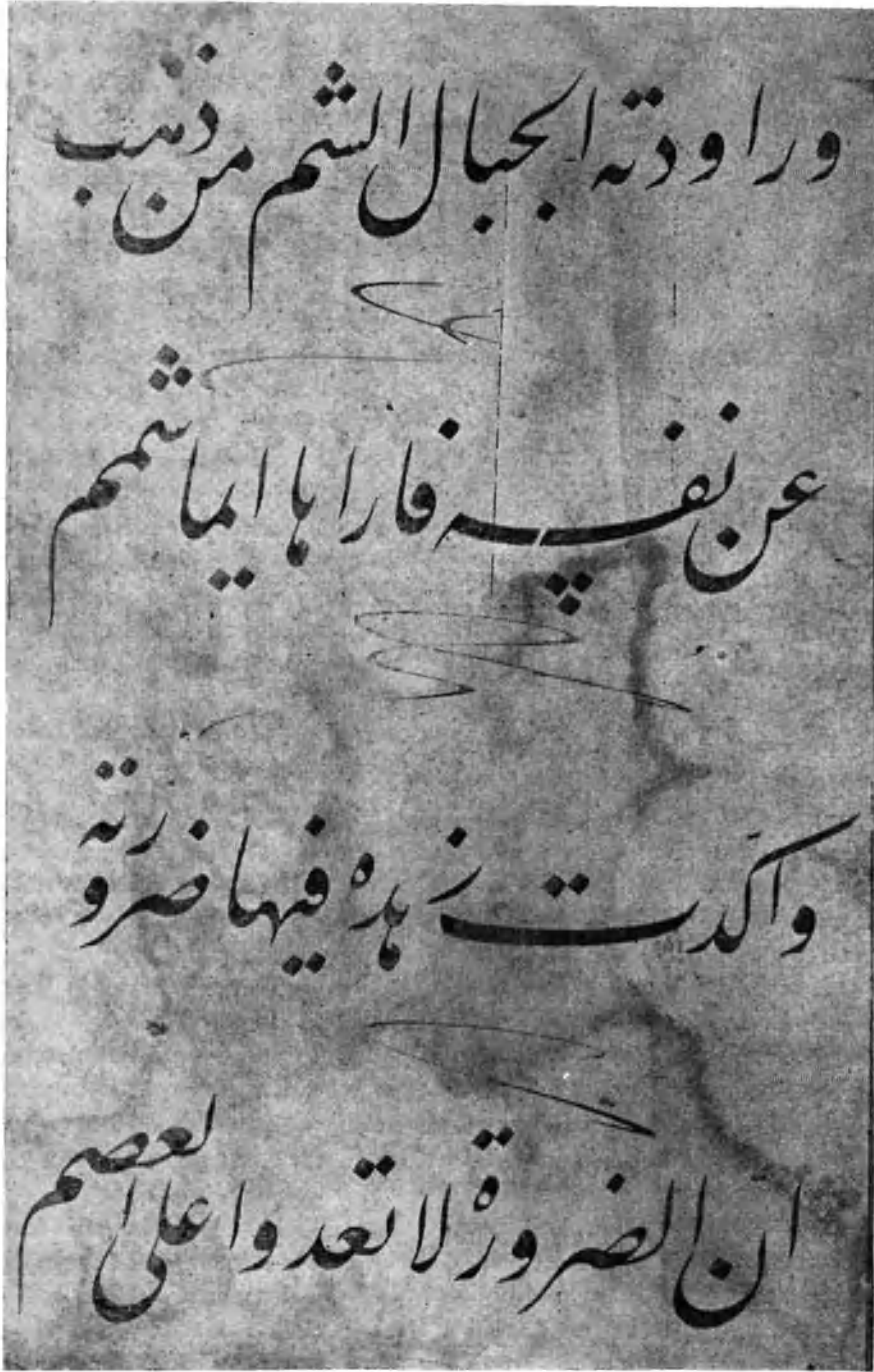 وراودته الجبال الشم من ذهب
عن نفسه فاراها ايما شمم
واكدت زهده فيها ضرورته
ان الضرورة لا تعدوا على العصم